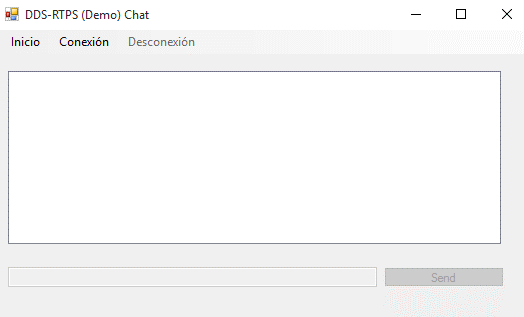 DDS-RTPS (Demo) Chat
Inicio Conexión Desconexión
Send